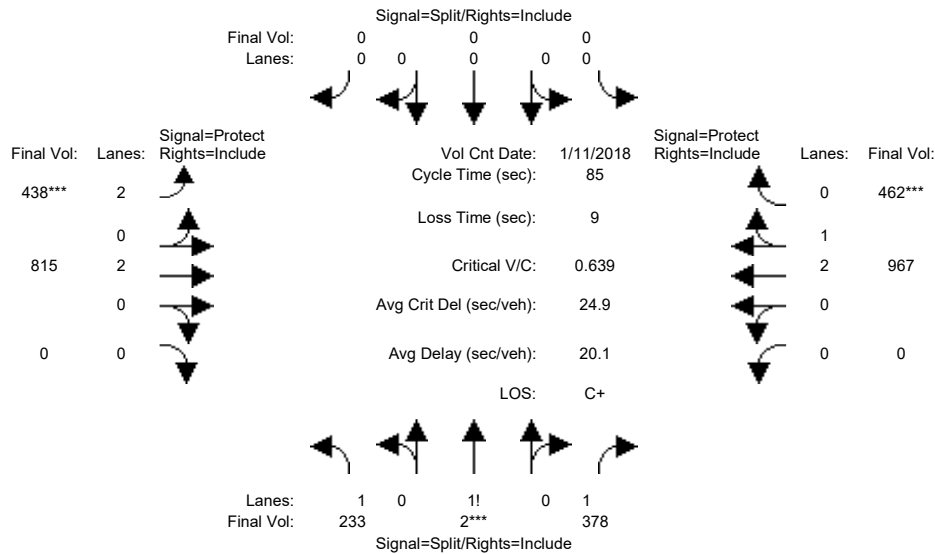 Signal=Split/Rights=Include
Final Vol: 0 0 0
Lanes: 0 0 0 0 0
Signal=Protect Signal=Protect
Final Vol: Lanes: Rights=Include Vol Cnt Date: 1/11/2018 Rights=Include Lanes: Final Vol:
Cycle Time (sec): 85
438*** 2 0 462***
Loss Time (sec): 9
0 1
815 2 Critical V/C: 0.639 2 967
0 Avg Crit Del (sec/veh): 24.9 0
0 0 Avg Delay (sec/veh): 20.1 0 0
LOS: C+
Lanes: 1 0 1! 0 1
Final Vol: 233 2*** 378
Signal=Split/Rights=Include